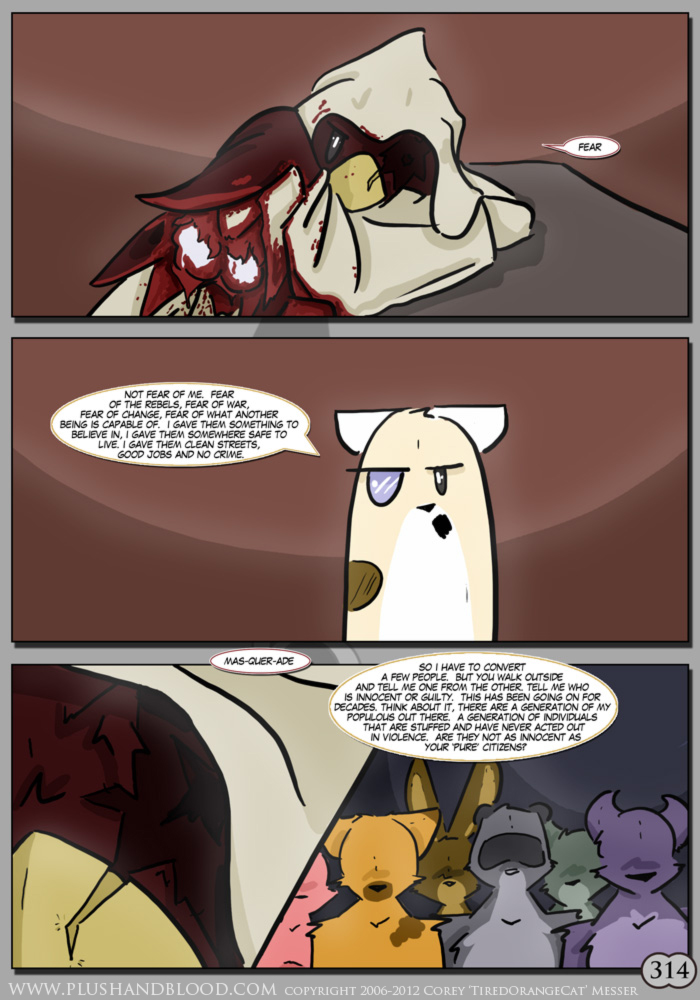 FEAR
NOT FEAR OF ME. FEAR
OF THE REBELS, FEAR OF WAR,
FEAR OF CHANGE, FEAR OF WHAT ANOTHER
BEING IS CAPABLE OF. I GAVE THEM SOMETHING TO
BELIEVE IN, I GAVE THEM SOMEWHERE SAFE TO
LIVE. I GAVE THEM CLEAN STREETS,
GOOD JOBS AND NO CRIME.
MAS-QUER-ADE
SO I HAVE TO CONVERT
A FEW PEOPLE. BUT YOU WALK OUTSIDE
AND TELL ME ONE FROM THE OTHER. TELL ME WHO
IS INNOCENT OR GUILTY. THIS HAS BEEN GOING ON FOR
DECADES. THINK ABOUT IT, THERE ARE A GENERATION OF MY
POPULOUS OUT THERE. A GENERATION OF INDIVIDUALS
THAT ARE STUFFED AND HAVE NEVER ACTED OUT
IN VIOLENCE. ARE THEY NOT AS INNOCENT AS
YOUR 'PURE' CITIZENS?
314
WWW.PLUSHANDBLOOD.COM COPYRIGHT 2006-2012 COREY 'TIREDORANGECAT' MESSER